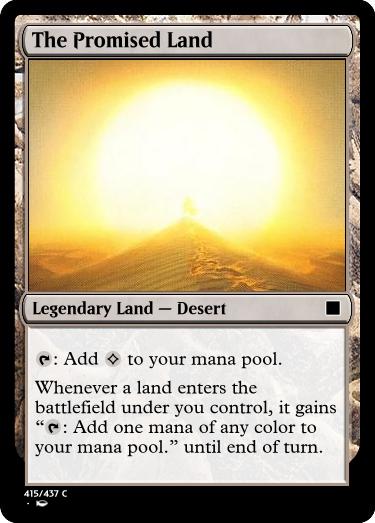 The Promised Land
Legendary Land — Desert
: Add to your mana pool.
Whenever a land enters the
battlefield under you control, it gains
“: Add one mana of any color to
your mana pool.” until end of turn.
415/437 C